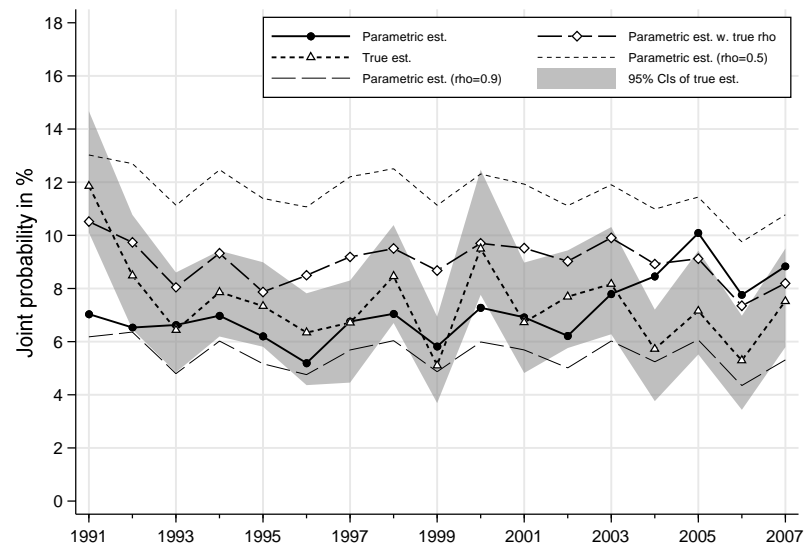 Parametric est.
Parametric est. w. true rho
True est.
Parametric est. (rho=0.5)
Parametric est. (rho=0.9)
95% CIs of true est.
Joint probability in %
18
16
14
12
10
8
6
4
2
0
1991 1993 1995 1997 1999 2001 2003 2005 2007